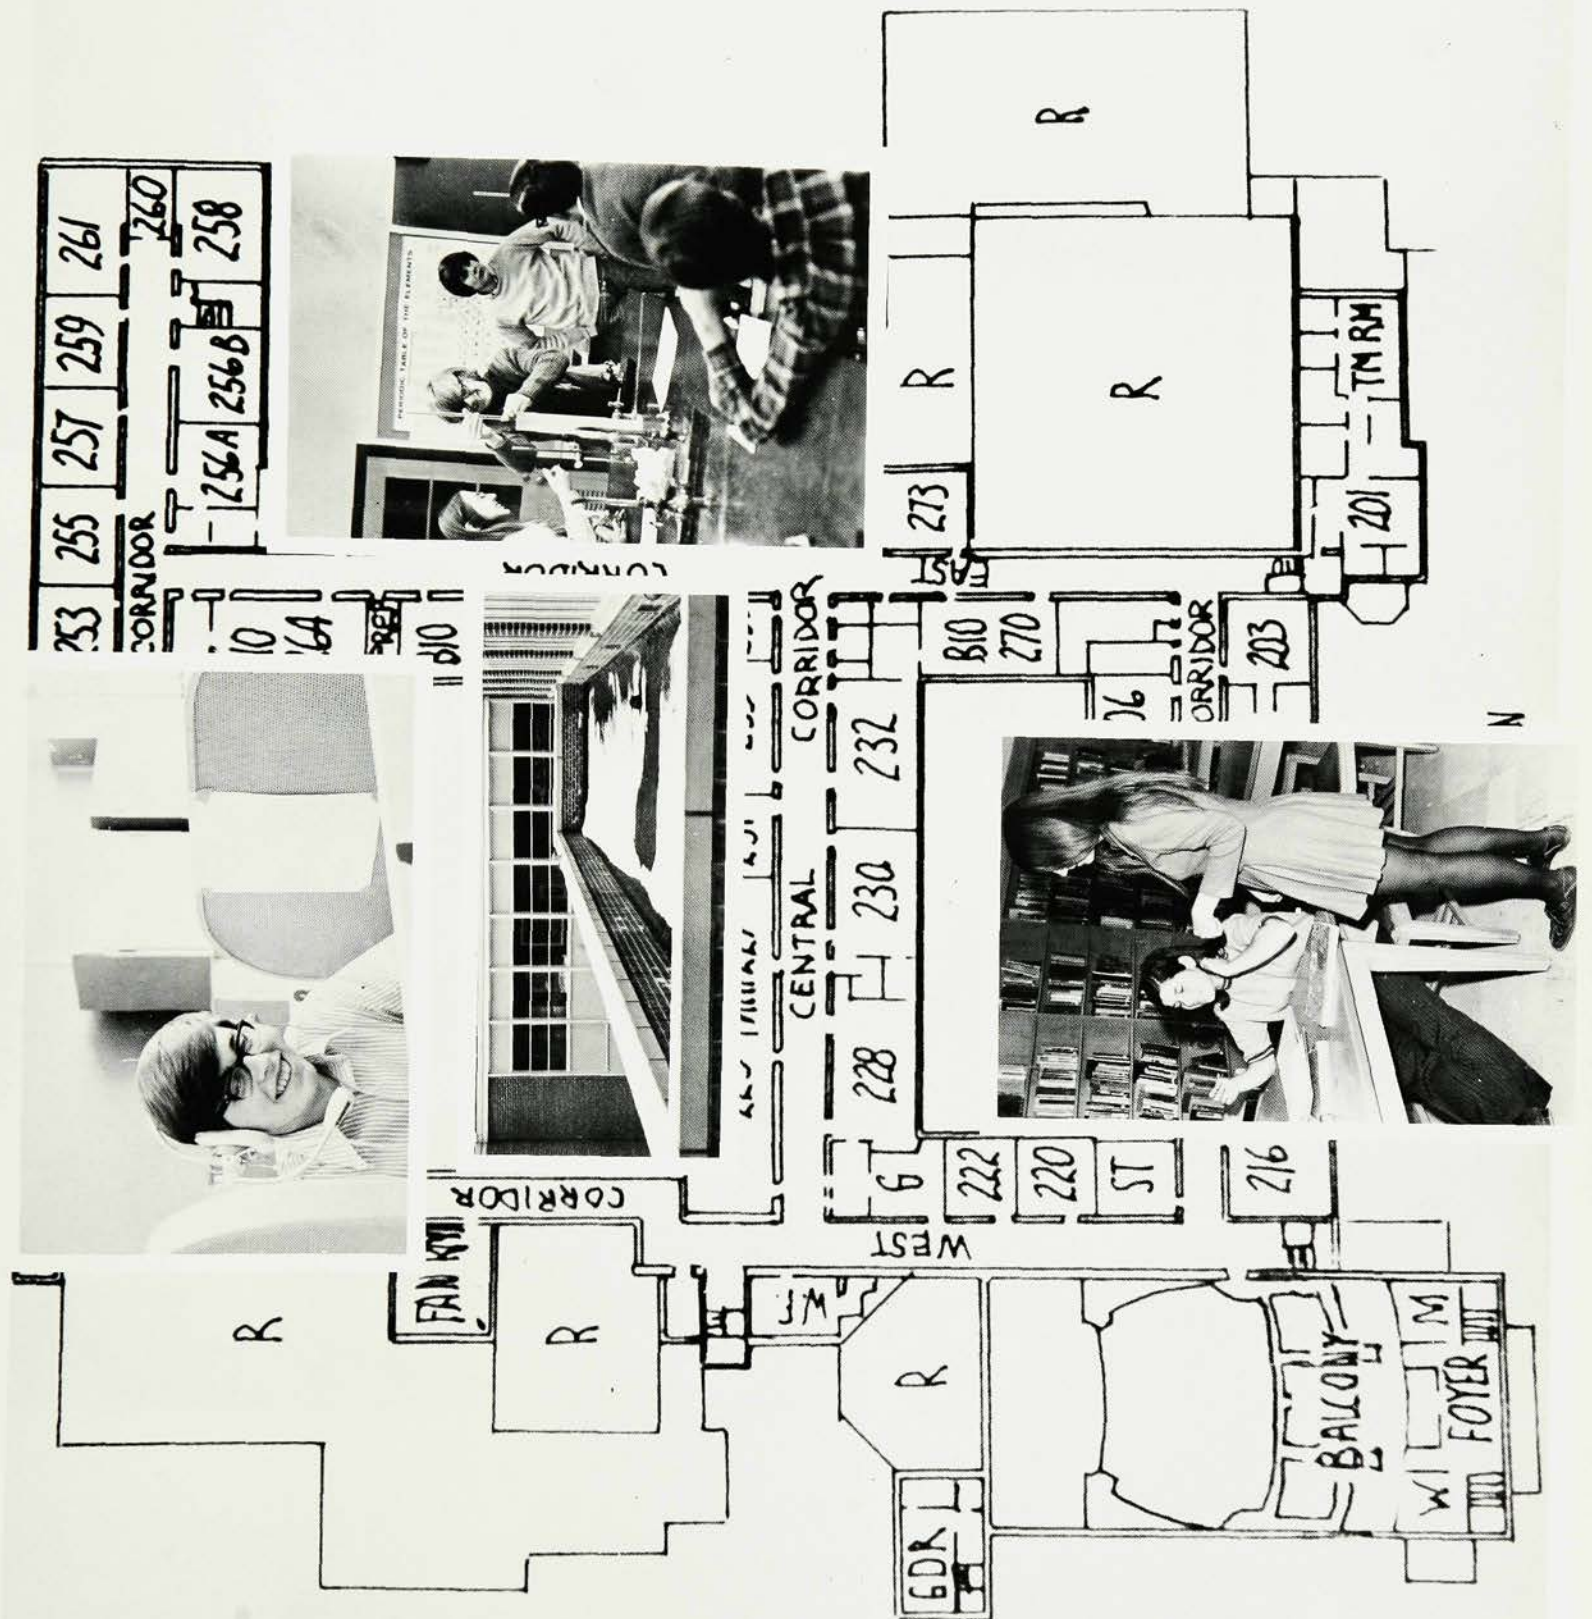 261
260
258
259
256B
257
256A
255
CORRIDOR
253
CORRIDOR
BIO
PERIODIC TABLE OF THE ELEMENTS
R
R
R
TM RM
273
201
EAST
CORRIDOR
CORRIDOR
BIO
270
203
ORRIDOR
232
CENTRAL
230
228
G
222
220
ST
216
N
CORRIDOR
WEST
FAN RM
R
R
R
GDR
BALCONY
W
M
FOYER